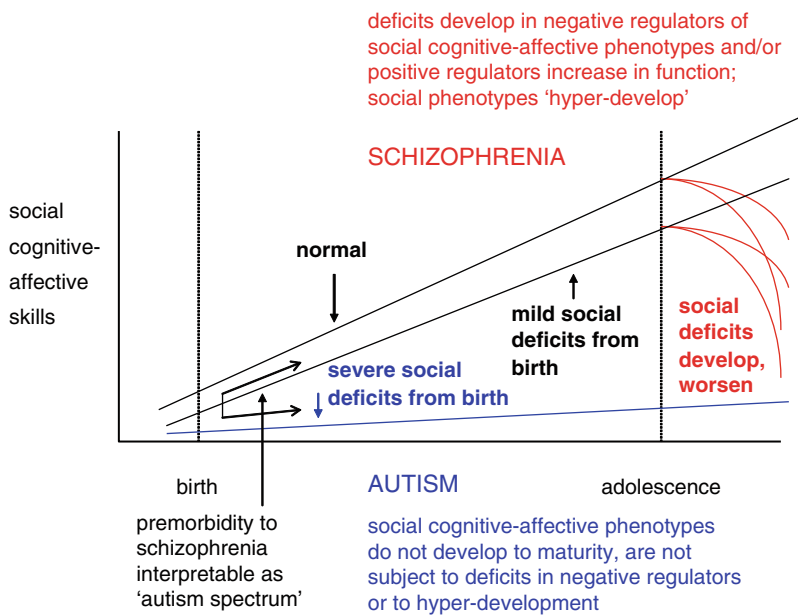 deficits develop in negative regulators of
social cognitive-affective phenotypes and/or
positive regulators increase in function;
social phenotypes 'hyper-develop'
SCHIZOPHRENIA
social
cognitive-
affective
skills
normal
mild social
deficits from
birth
social
deficits
develop,
worsen
severe social
deficits from birth
birth
AUTISM
adolescence
premorbidity to
schizophrenia
interpretable as
'autism spectrum'
social cognitive-affective phenotypes
do not develop to maturity, are not
subject to deficits in negative regulators
or to hyper-development